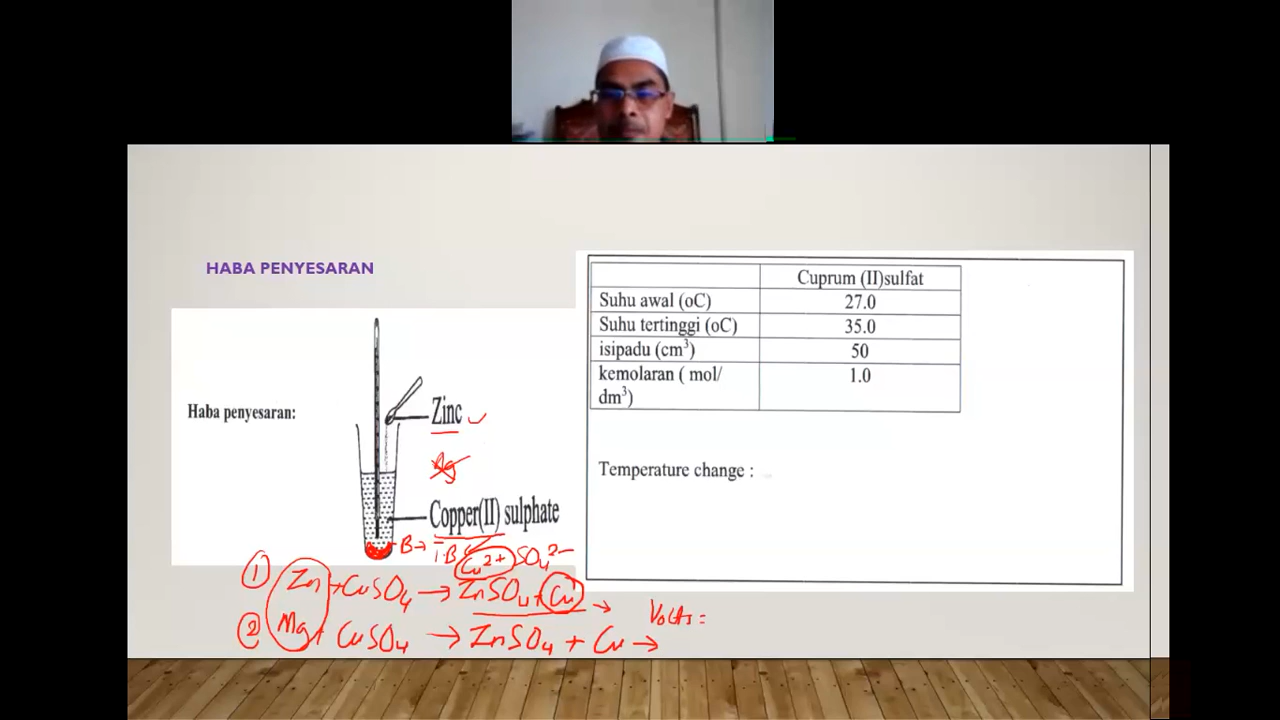 HABA PENYESARAN
Haba penyesaran:
Zinc
Copper(II) sulphate
Cu²⁺ SO₄²⁻
① Zn + CuSO₄ → ZnSO₄ + Cu →
② Mg + CuSO₄ → ZnSO₄ + Cu →
Cuprum (II)sulfat
Suhu awal (oC) 27.0
Suhu tertinggi (oC) 35.0
isipadu (cm³) 50
kemolaran ( mol/ 1.0
dm³)
Temperature change :